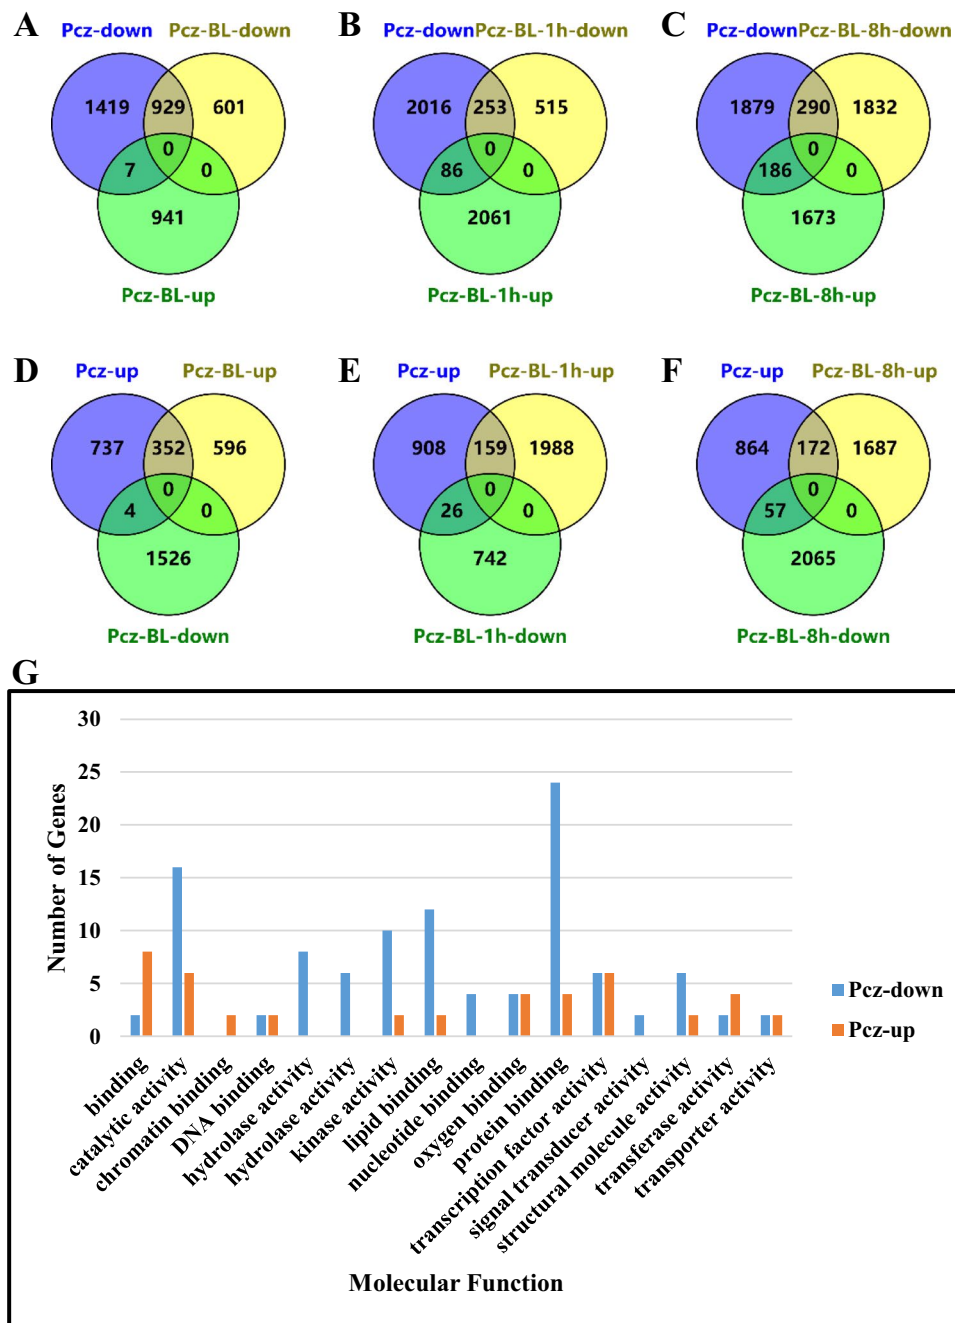 A
B
C
Pcz-down Pcz-BL-down
Pcz-down Pcz-BL-1h-down
Pcz-down Pcz-BL-8h-down
1419 929 601
2016 253 515
1879 290 1832
0
0
0
7 0
86 0
186 0
941
2061
1673
Pcz-BL-up
Pcz-BL-1h-up
Pcz-BL-8h-up
D
E
F
Pcz-up Pcz-BL-up
Pcz-up Pcz-BL-1h-up
Pcz-up Pcz-BL-8h-up
737 352 596
908 159 1988
864 172 1687
0
0
0
4 0
26 0
57 0
1526
742
2065
Pcz-BL-down
Pcz-BL-1h-down
Pcz-BL-8h-down
G
30
25
20
15
10
5
0
Number of Genes
binding
catalytic activity
chromatin binding
DNA binding
hydrolase activity
hydrolase activity
kinase activity
lipid binding
nucleotide binding
oxygen binding
protein binding
transcription factor activity
signal transducer activity
structural molecule activity
transferase activity
transporter activity
Molecular Function
Pcz-down
Pcz-up